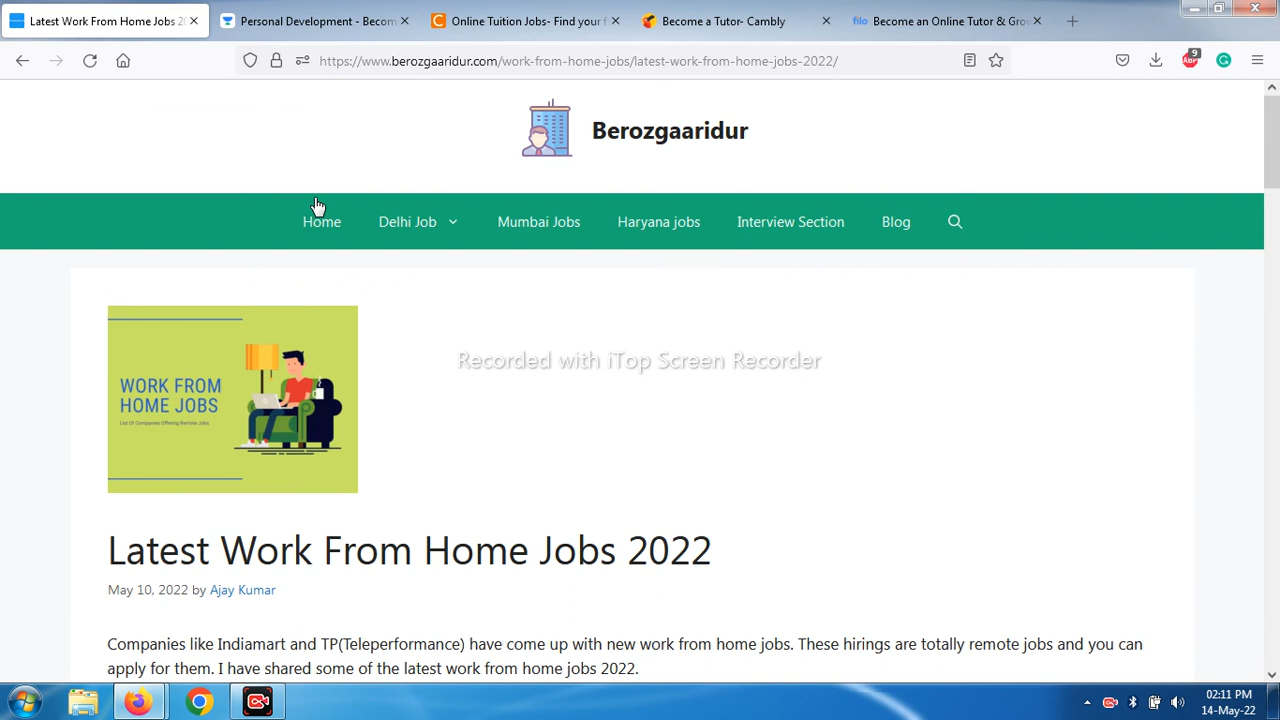 Latest Work From Home Jobs 20
Personal Development - Becom
Online Tuition Jobs- Find your f
Become a Tutor- Cambly
filo Become an Online Tutor & Gro
https://www.berozgaaridur.com/work-from-home-jobs/latest-work-from-home-jobs-2022/
ABP 9
Berozgaaridur
Home Delhi Job Mumbai Jobs Haryana jobs Interview Section Blog
Recorded with iTop Screen Recorder
WORK FROM
HOME JOBS
List Of Companies Offering Remote Jobs
Latest Work From Home Jobs 2022
May 10, 2022 by Ajay Kumar
Companies like Indiamart and TP(Teleperformance) have come up with new work from home jobs. These hirings are totally remote jobs and you can
apply for them. I have shared some of the latest work from home jobs 2022.
02:11 PM
14-May-22